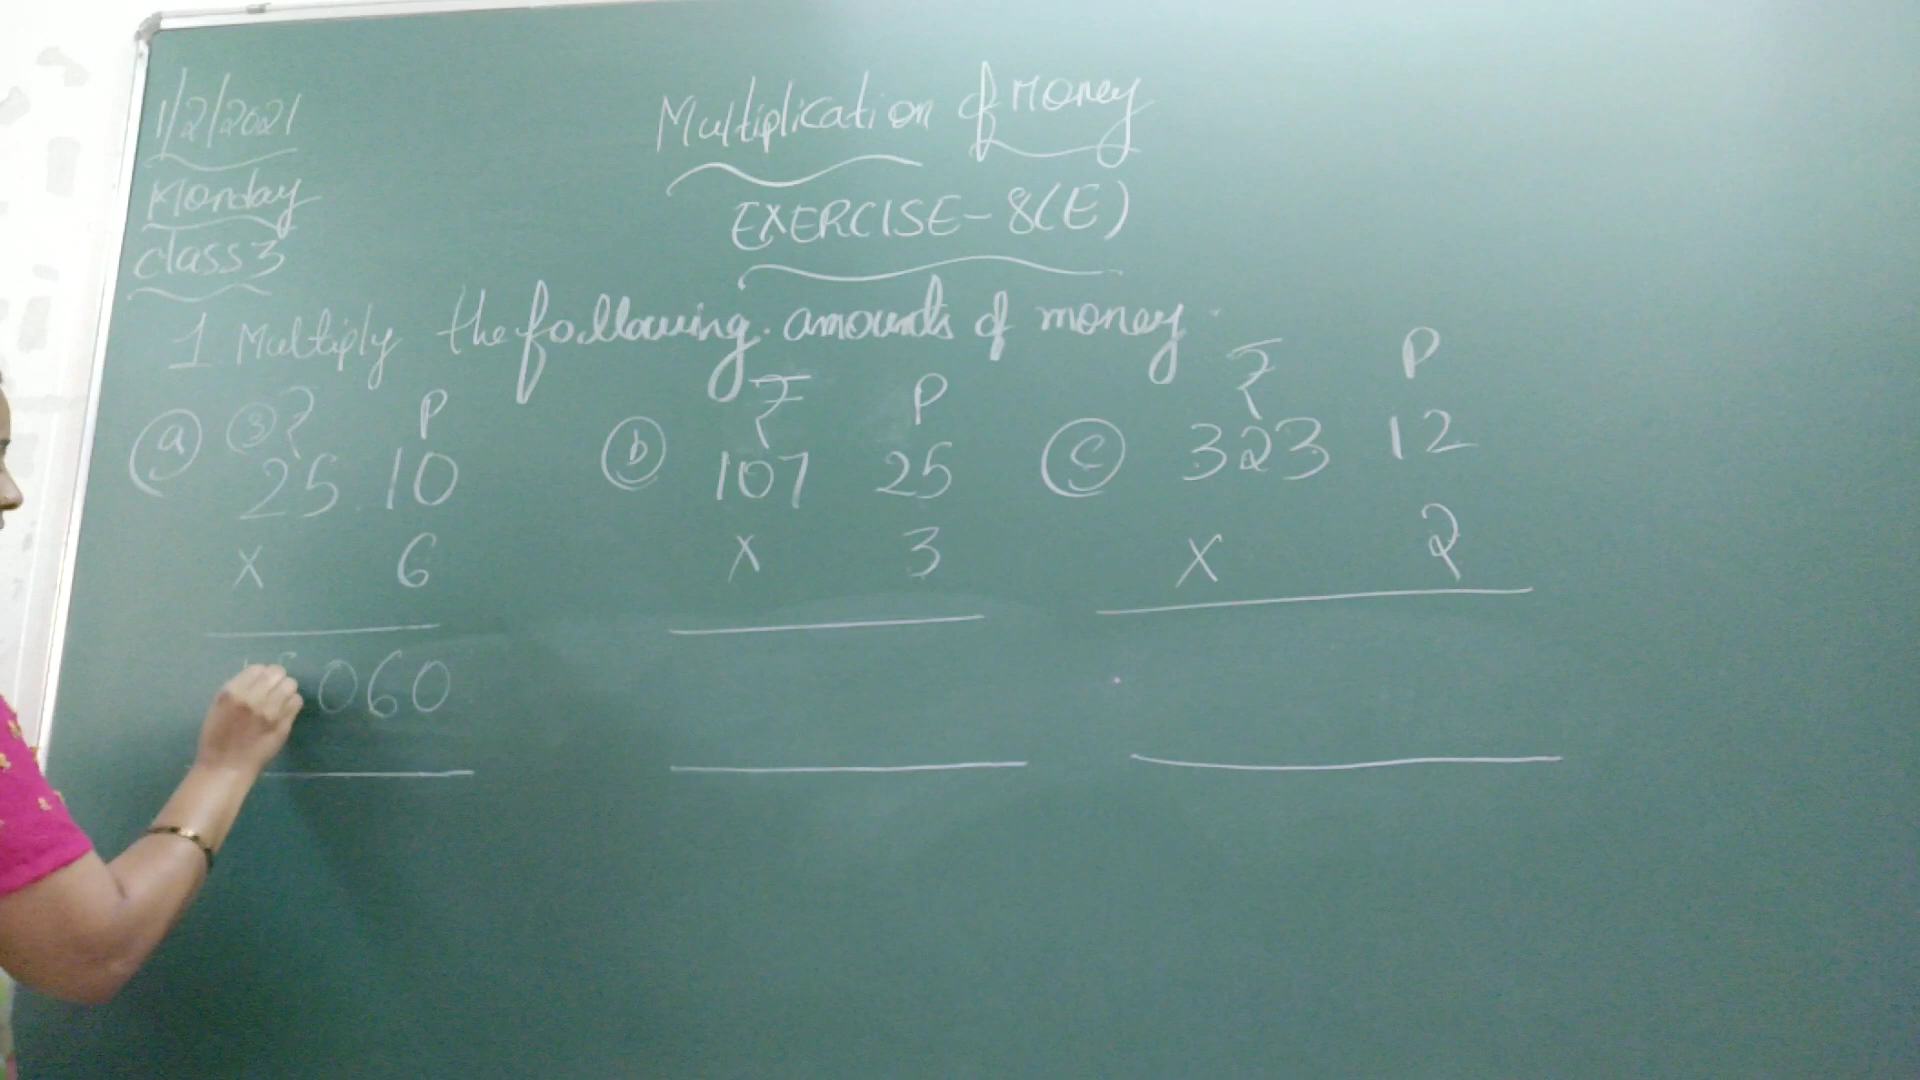 1/2/2021
Monday
class 3
Multiplication of Money
EXERCISE-8(E)
1 Multiply the following amounts of money.
(a) (3) ₹ P
25 10
x 6
060
(b) ₹ P
107 25
x 3
(c) ₹ P
323 12
x 2